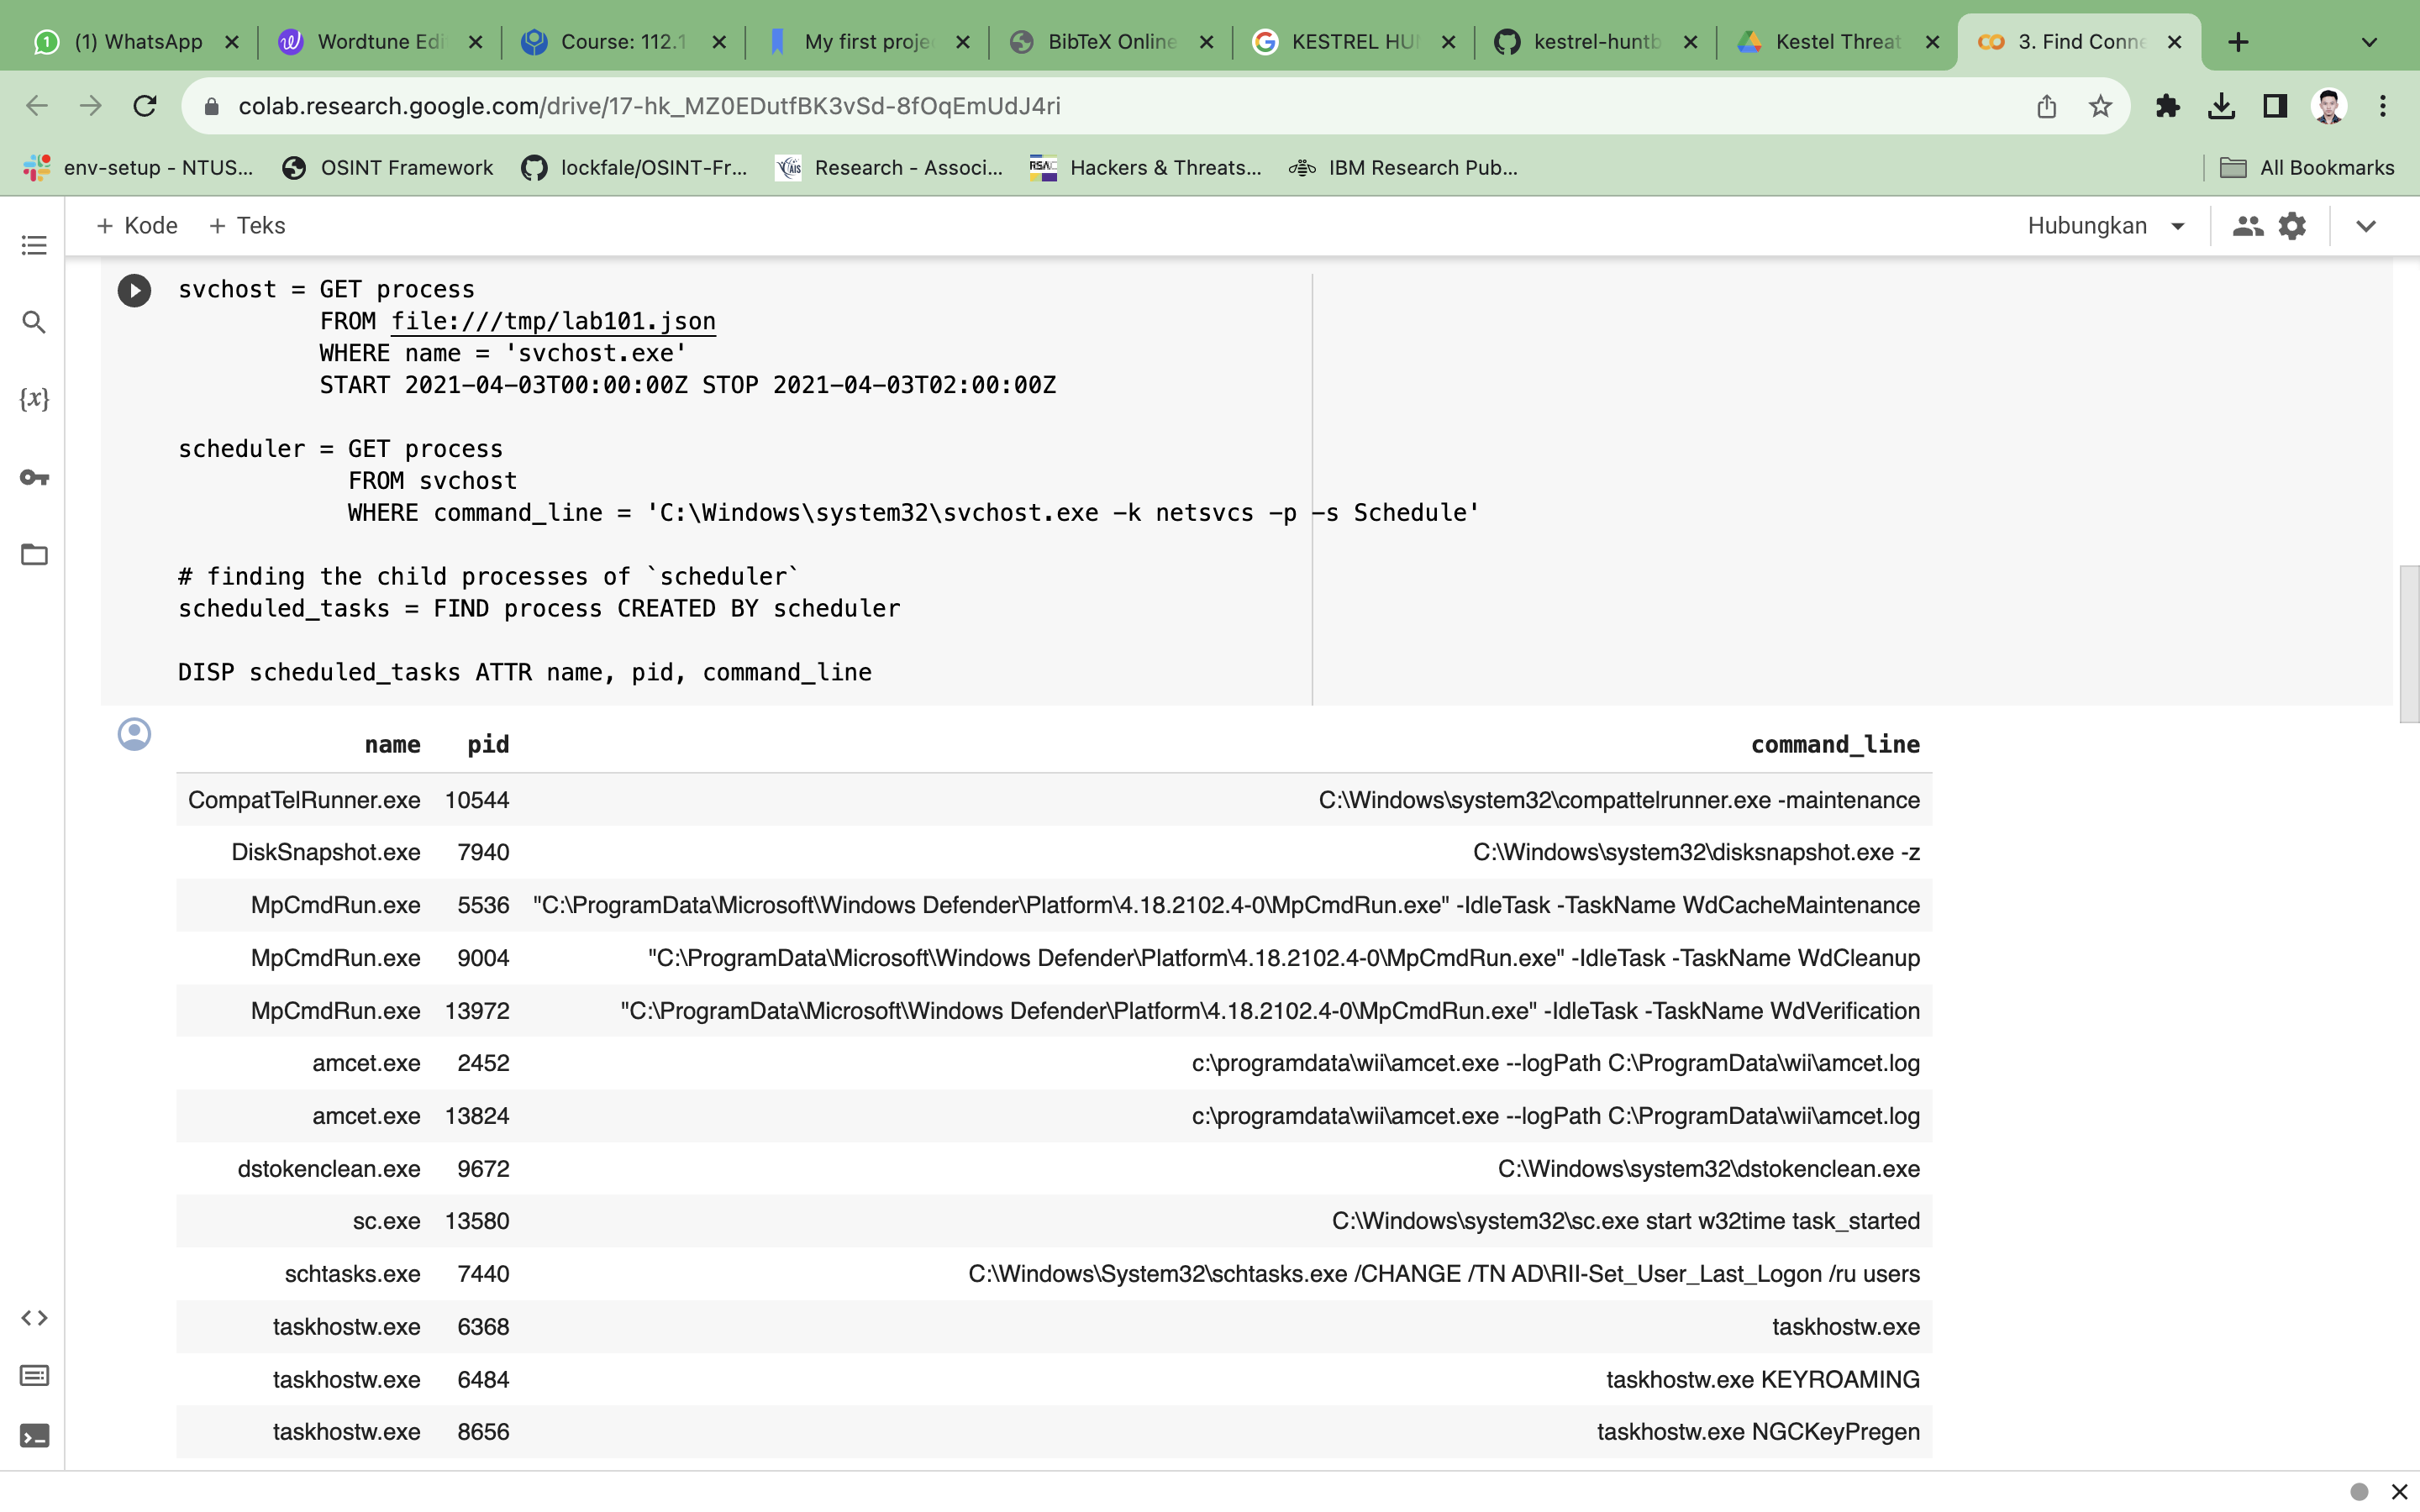 (1) WhatsApp
Wordtune Edi
Course: 112.1
My first proje
BibTeX Online
KESTREL HU
kestrel-huntb
Kestel Threat
3. Find Conne
colab.research.google.com/drive/17-hk_MZ0EDutfBK3vSd-8fOqEmUdJ4ri
env-setup - NTUS...
OSINT Framework
lockfale/OSINT-Fr...
Research - Associ...
Hackers & Threats...
IBM Research Pub...
All Bookmarks
+ Kode
+ Teks
Hubungkan
svchost = GET process
FROM file:///tmp/lab101.json
WHERE name = 'svchost.exe'
START 2021-04-03T00:00:00Z STOP 2021-04-03T02:00:00Z
scheduler = GET process
FROM svchost
WHERE command_line = 'C:\Windows\system32\svchost.exe -k netsvcs -p -s Schedule'
# finding the child processes of `scheduler`
scheduled_tasks = FIND process CREATED BY scheduler
DISP scheduled_tasks ATTR name, pid, command_line
name pid command_line
CompatTelRunner.exe 10544 C:\Windows\system32\compattelrunner.exe -maintenance
DiskSnapshot.exe 7940 C:\Windows\system32\disksnapshot.exe -z
MpCmdRun.exe 5536 "C:\ProgramData\Microsoft\Windows Defender\Platform\4.18.2102.4-0\MpCmdRun.exe" -IdleTask -TaskName WdCacheMaintenance
MpCmdRun.exe 9004 "C:\ProgramData\Microsoft\Windows Defender\Platform\4.18.2102.4-0\MpCmdRun.exe" -IdleTask -TaskName WdCleanup
MpCmdRun.exe 13972 "C:\ProgramData\Microsoft\Windows Defender\Platform\4.18.2102.4-0\MpCmdRun.exe" -IdleTask -TaskName WdVerification
amcet.exe 2452 c:\programdata\wii\amcet.exe --logPath C:\ProgramData\wii\amcet.log
amcet.exe 13824 c:\programdata\wii\amcet.exe --logPath C:\ProgramData\wii\amcet.log
dstokenclean.exe 9672 C:\Windows\system32\dstokenclean.exe
sc.exe 13580 C:\Windows\system32\sc.exe start w32time task_started
schtasks.exe 7440 C:\Windows\System32\schtasks.exe /CHANGE /TN AD\RII-Set_User_Last_Logon /ru users
taskhostw.exe 6368 taskhostw.exe
taskhostw.exe 6484 taskhostw.exe KEYROAMING
taskhostw.exe 8656 taskhostw.exe NGCKeyPregen